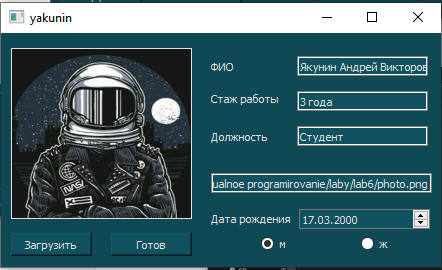 yakunin
ФИО
Якунин Андрей Викторов
Стаж работы
3 года
Должность
Студент
ualnoe programirovanie/laby/lab6/photo.png
Дата рождения
17.03.2000
м
ж
Загрузить
Готов
NAS